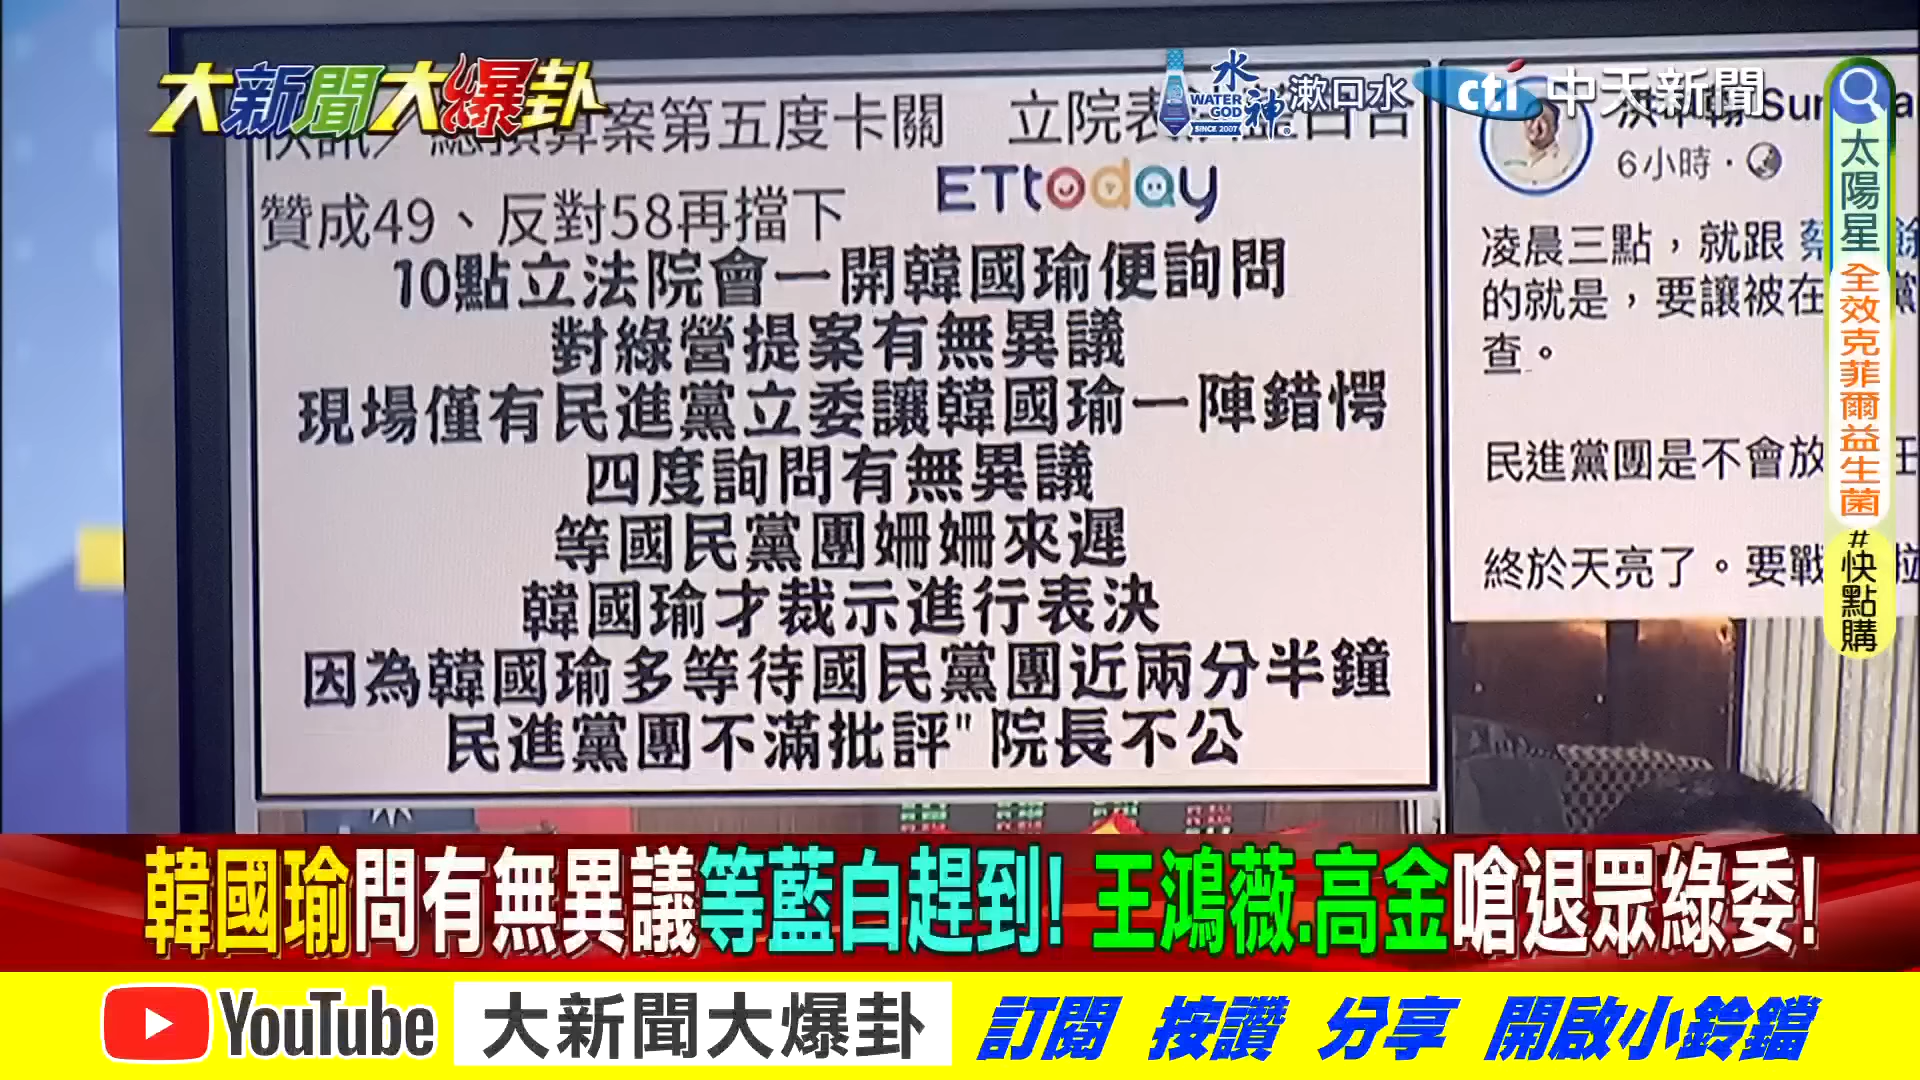 大新聞大爆卦
水神
WATER GOD
SINCE 2007
漱口水
cti 中天新聞
總預算案第五度卡關 立院表
贊成49、反對58再擋下
ETtoday
10點立法院會一開韓國瑜便詢問
對綠營提案有無異議
現場僅有民進黨立委讓韓國瑜一陣錯愕
四度詢問有無異議
等國民黨團姍姍來遲
韓國瑜才裁示進行表決
因為韓國瑜多等待國民黨團近兩分半鐘
民進黨團不滿批評"院長不公
6小時
凌晨三點，就跟 蔡
的就是，要讓被在
查。
民進黨團是不會放
終於天亮了。要戰
太陽星
全效克菲爾益生菌
#快點購
韓國瑜問有無異議等藍白趕到! 王鴻薇.高金嗆退眾綠委!
YouTube 大新聞大爆卦 訂閱 按讚 分享 開啟小鈴鐺